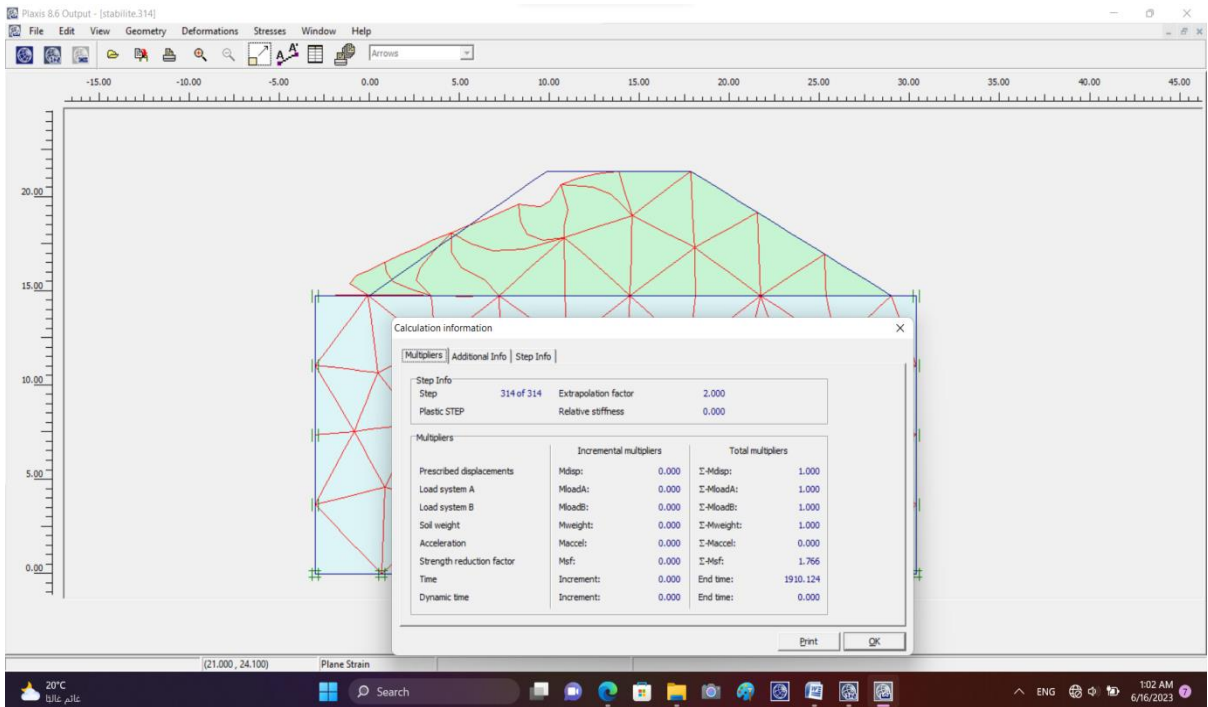 Plaxis 8.6 Output - [stabilite.314]
File Edit View Geometry Deformations Stresses Window Help
Arrows
-15.00 -10.00 -5.00 0.00 5.00 10.00 15.00 20.00 25.00 30.00 35.00 40.00 45.00
20.00
15.00
10.00
5.00
0.00
Calculation information
Multipliers Additional Info Step Info
Step Info
Step 314 of 314 Extrapolation factor 2.000
Plastic STEP Relative stiffness 0.000
Multipliers
Incremental multipliers Total multipliers
Prescribed displacements Mdisp: 0.000 Σ-Mdisp: 1.000
Load system A MloadA: 0.000 Σ-MloadA: 1.000
Load system B MloadB: 0.000 Σ-MloadB: 1.000
Soil weight Mweight: 0.000 Σ-Mweight: 1.000
Acceleration Maccel: 0.000 Σ-Maccel: 0.000
Strength reduction factor Msf: 0.000 Σ-Msf: 1.766
Time Increment: 0.000 End time: 1910.124
Dynamic time Increment: 0.000 End time: 0.000
Print OK
(21.000 , 24.100) Plane Strain
20°C
غائم غالبًا
Search
ENG
1:02 AM
6/16/2023
7